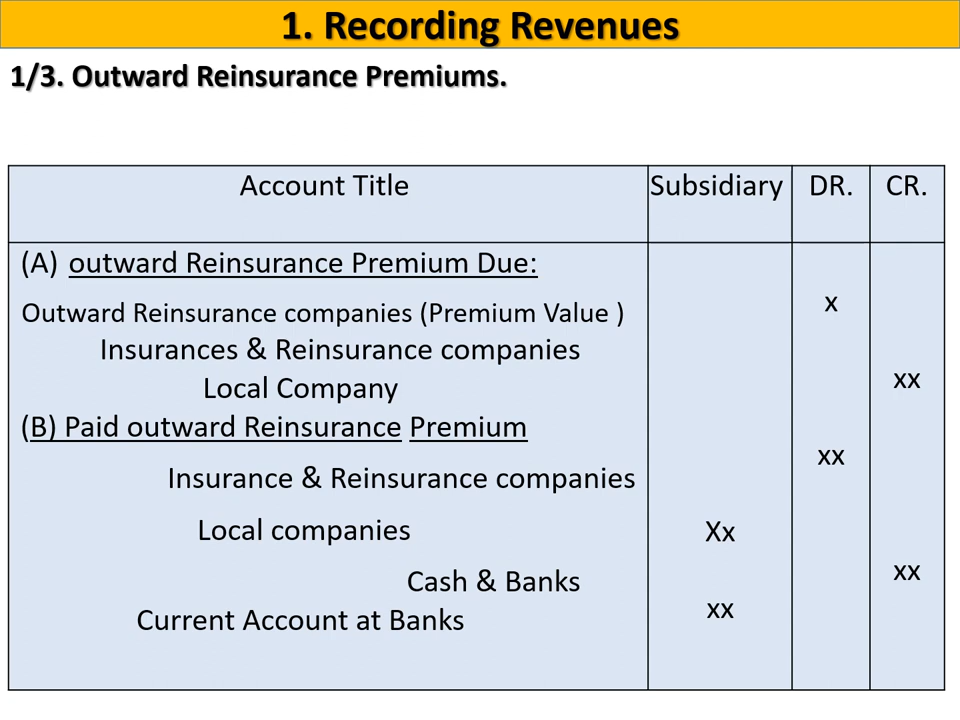 1. Recording Revenues
1/3. Outward Reinsurance Premiums.
Account Title Subsidiary DR. CR.
(A) outward Reinsurance Premium Due:
x
Outward Reinsurance companies (Premium Value )
Insurances & Reinsurance companies
xx
Local Company
(B) Paid outward Reinsurance Premium
xx
Insurance & Reinsurance companies
Local companies Xx
xx
Cash & Banks
xx
Current Account at Banks